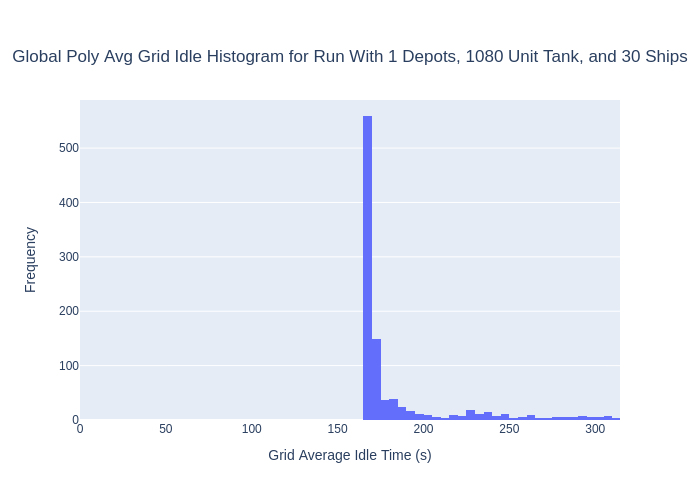 Global Poly Avg Grid Idle Histogram for Run With 1 Depots, 1080 Unit Tank, and 30 Ships
500
400
300
200
100
0
Frequency
0 50 100 150 200 250 300
Grid Average Idle Time (s)